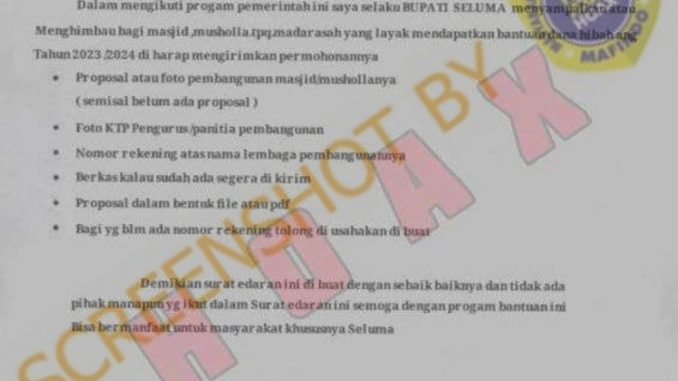 Dalam mengikuti progam pemerintah ini saya selaku BUPATI SELUMA menyampaikan atau
Menghimbau bagi masjid ,musholla.tpq.madarasah yang layak mendapatkan bantuan dana hibah ang
Tahun 2023 /2024 di harap mengirimkan permohonannya
• Proposal atau foto pembangunan masjid/mushollanya
( semisal belum ada proposal )
• Foto KTP Pengurus/panitia pembangunan
• Nomor rekening atas nama lembaga pembangunannya
• Berkas kalau sudah ada segera di kirim
• Proposal dalam bentuk file atau pdf
• Bagi yg blm ada nomor rekening tolong di usahakan di buat
Demikian surat edaran ini di buat dengan sebaik baiknya dan tidak ada
pihak manapun yg ikut dalam Surat edaran ini semoga dengan progam bantuan ini
Bisa bermanfaat untuk masyarakat khususnya Seluma
SCREENSHOT BY
HOAX
MAFINDO